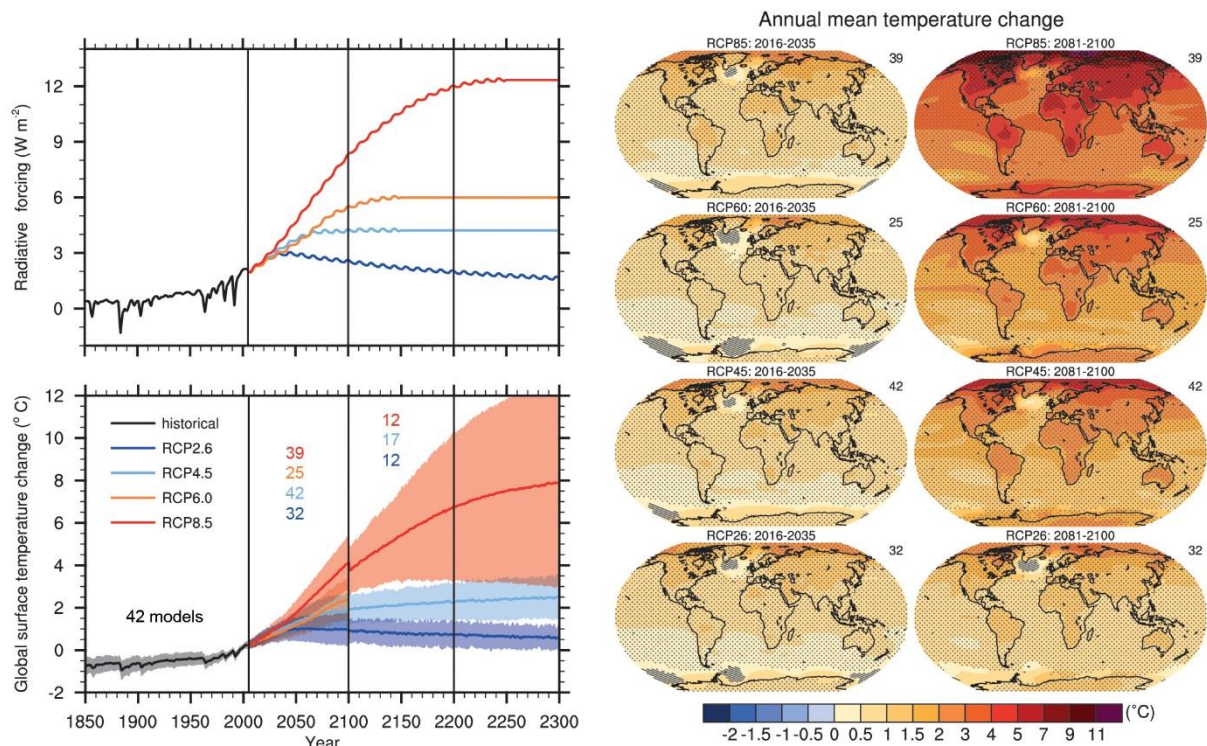 12
9
6
3
0
Radiative forcing (W m⁻²)
12
10
8
6
4
2
0
-2
Global surface temperature change (° C)
historical
RCP2.6
RCP4.5
RCP6.0
RCP8.5
39
25
42
32
12
17
12
42 models
1850 1900 1950 2000 2050 2100 2150 2200 2250 2300
Year
Annual mean temperature change
RCP85: 2016-2035
39
RCP85: 2081-2100
39
RCP60: 2016-2035
25
RCP60: 2081-2100
25
RCP45: 2016-2035
42
RCP45: 2081-2100
42
RCP26: 2016-2035
32
RCP26: 2081-2100
32
-2 -1.5 -1 -0.5 0 0.5 1 1.5 2 3 4 5 7 9 11 (°C)